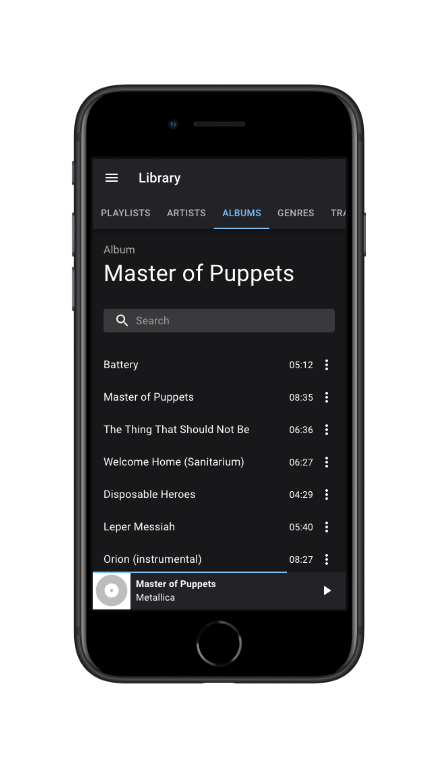 Library
PLAYLISTS ARTISTS ALBUMS GENRES TRA
Album
Master of Puppets
Search
Battery 05:12
Master of Puppets 08:35
The Thing That Should Not Be 06:36
Welcome Home (Sanitarium) 06:27
Disposable Heroes 04:29
Leper Messiah 05:40
Orion (instrumental) 08:27
Master of Puppets
Metallica